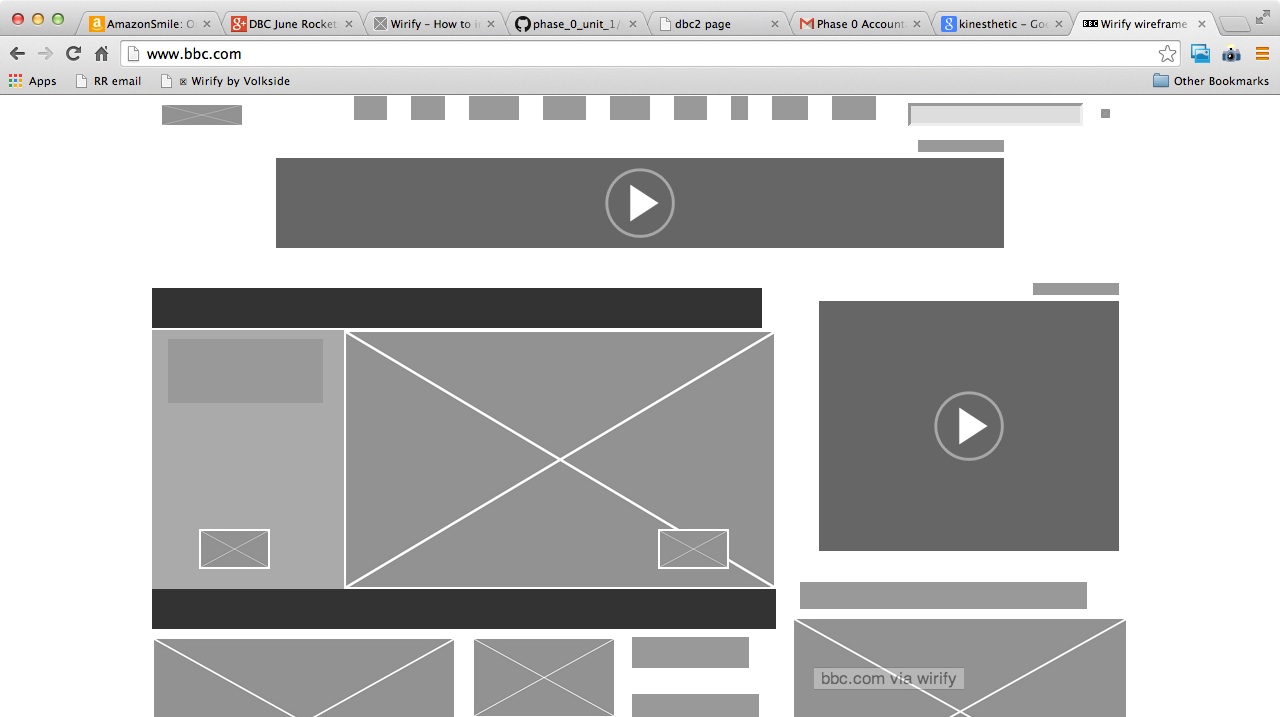 AmazonSmile: O
DBC June Rocket
Wirify – How to i
phase_0_unit_1/
dbc2 page
Phase 0 Account
kinesthetic – Go
BBC Wirify wireframe
www.bbc.com
Apps RR email Wirify by Volkside Other Bookmarks
bbc.com via wirify